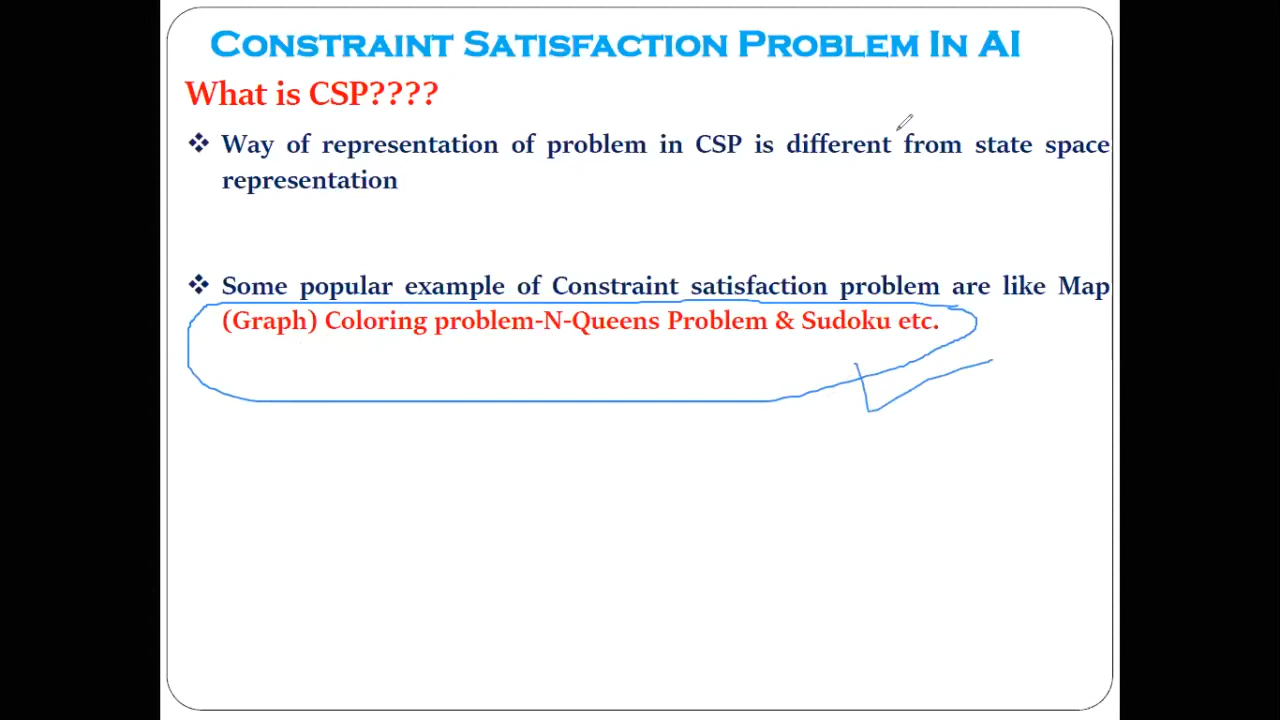 CONSTRAINT SATISFACTION PROBLEM IN AI
What is CSP????
❖ Way of representation of problem in CSP is different from state space
representation
❖ Some popular example of Constraint satisfaction problem are like Map
(Graph) Coloring problem-N-Queens Problem & Sudoku etc.